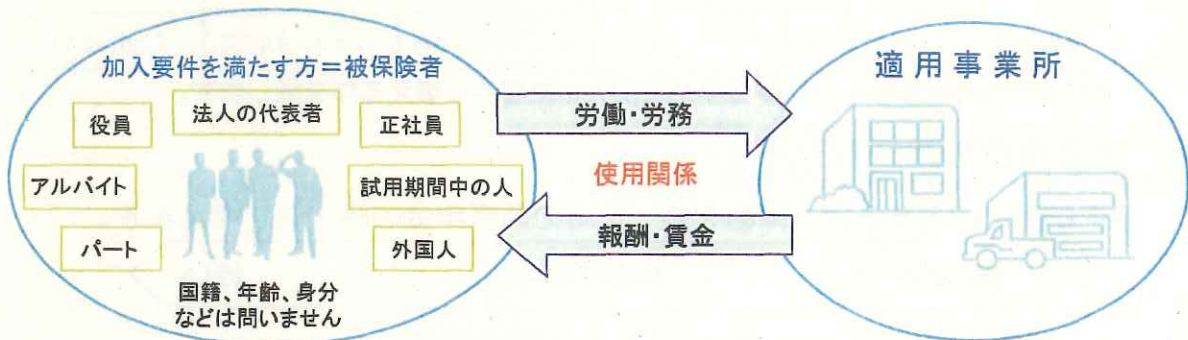 加入要件を満たす方=被保険者
役員
法人の代表者
正社員
アルバイト
試用期間中の人
パート
外国人
国籍、年齢、身分
などは問いません
労働・労務
使用関係
報酬・賃金
適用事業所